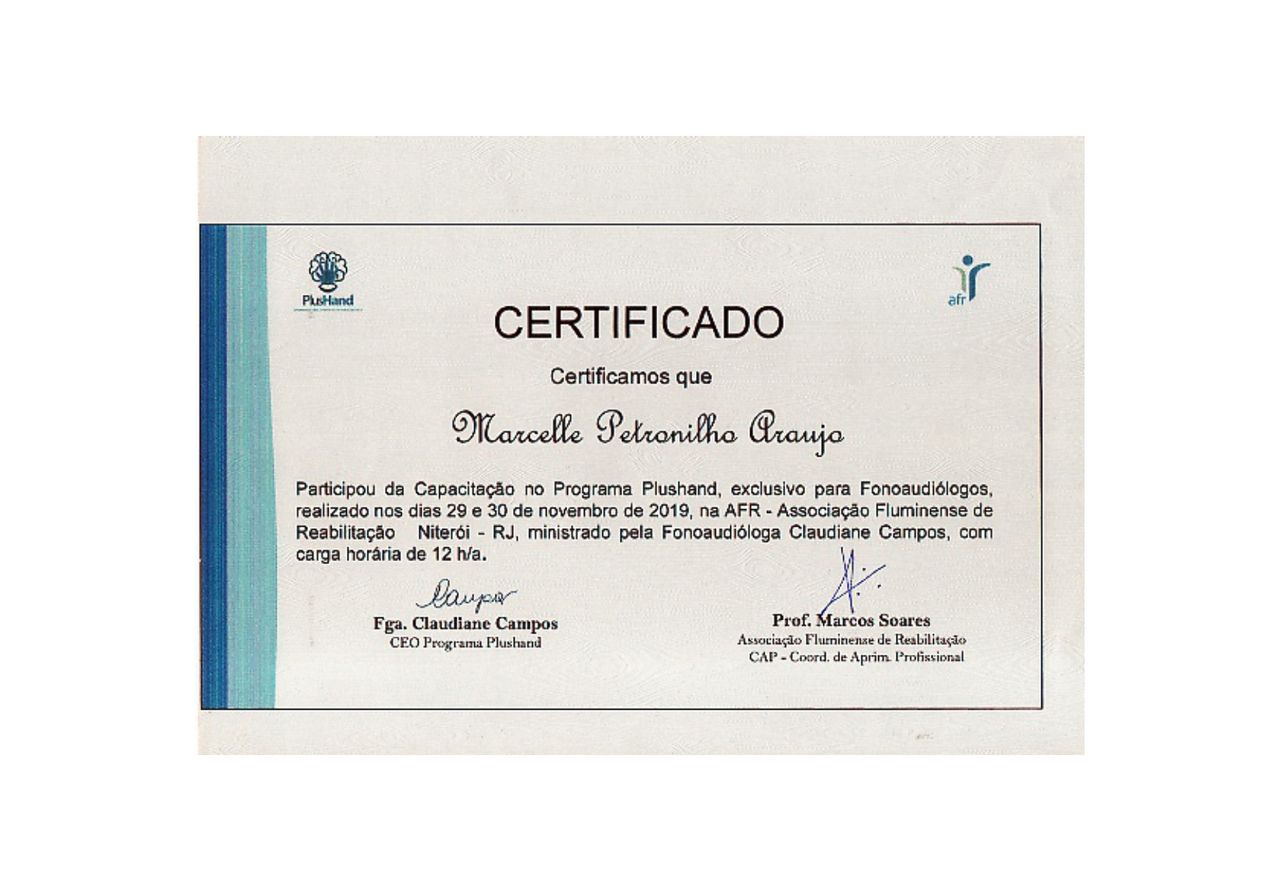 PlusHand
afr
CERTIFICADO
Certificamos que
Marcelle Petronilho Araujo
Participou da Capacitação no Programa Plushand, exclusivo para Fonoaudiólogos,
realizado nos dias 29 e 30 de novembro de 2019, na AFR - Associação Fluminense de
Reabilitação Niterói - RJ, ministrado pela Fonoaudióloga Claudiane Campos, com
carga horária de 12 h/a.
Campos
Fga. Claudiane Campos
CEO Programa Plushand
Prof. Marcos Soares
Associação Fluminense de Reabilitação
CAP - Coord. de Aprim. Profissional